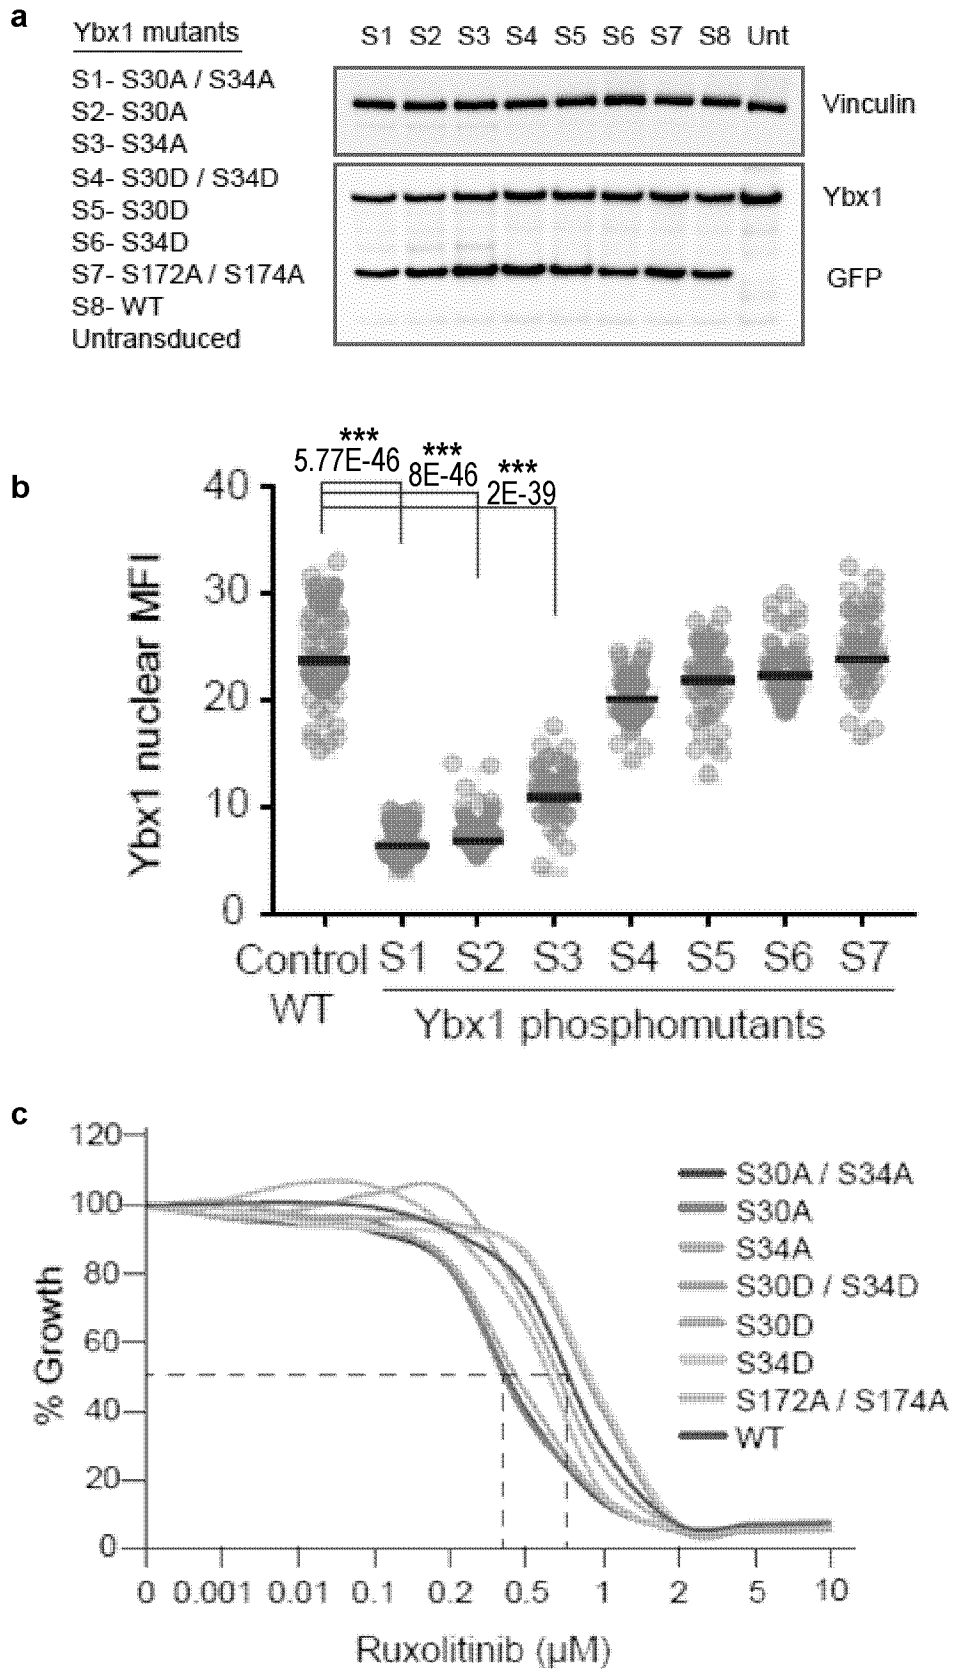 a
Ybx1 mutants
S1- S30A / S34A
S2- S30A
S3- S34A
S4- S30D / S34D
S5- S30D
S6- S34D
S7- S172A / S174A
S8- WT
Untransduced
S1 S2 S3 S4 S5 S6 S7 S8 Unt
Vinculin
Ybx1
GFP
b
*** *** ***
5.77E-46 8E-46 2E-39
Ybx1 nuclear MFI
40
30
20
10
0
Control S1 S2 S3 S4 S5 S6 S7
WT
Ybx1 phosphomutants
c
% Growth
120
100
80
60
40
20
0
0 0.001 0.01 0.1 0.2 0.5 1 2 5 10
Ruxolitinib (µM)
S30A / S34A
S30A
S34A
S30D / S34D
S30D
S34D
S172A / S174A
WT